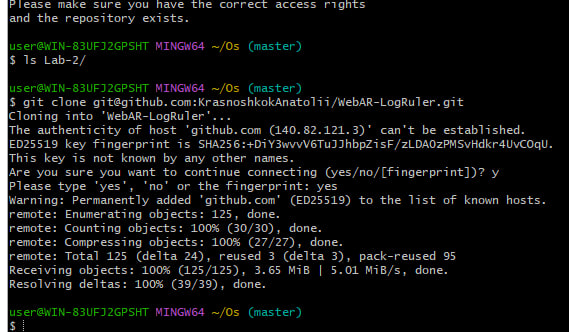 Please make sure you have the correct access rights
and the repository exists.
user@WIN-83UFJ2GPSHT MINGW64 ~/Os (master)
$ ls Lab-2/
user@WIN-83UFJ2GPSHT MINGW64 ~/Os (master)
$ git clone git@github.com:KrasnoshkokAnatolii/WebAR-LogRuler.git
Cloning into 'WebAR-LogRuler'...
The authenticity of host 'github.com (140.82.121.3)' can't be established.
ED25519 key fingerprint is SHA256:+DiY3wvvV6TuJJhbpZisF/zLDA0zPMSvHdkr4UvCOqU.
This key is not known by any other names.
Are you sure you want to continue connecting (yes/no/[fingerprint])? y
Please type 'yes', 'no' or the fingerprint: yes
Warning: Permanently added 'github.com' (ED25519) to the list of known hosts.
remote: Enumerating objects: 125, done.
remote: Counting objects: 100% (30/30), done.
remote: Compressing objects: 100% (27/27), done.
remote: Total 125 (delta 24), reused 3 (delta 3), pack-reused 95
Receiving objects: 100% (125/125), 3.65 MiB | 5.01 MiB/s, done.
Resolving deltas: 100% (39/39), done.
user@WIN-83UFJ2GPSHT MINGW64 ~/Os (master)
$